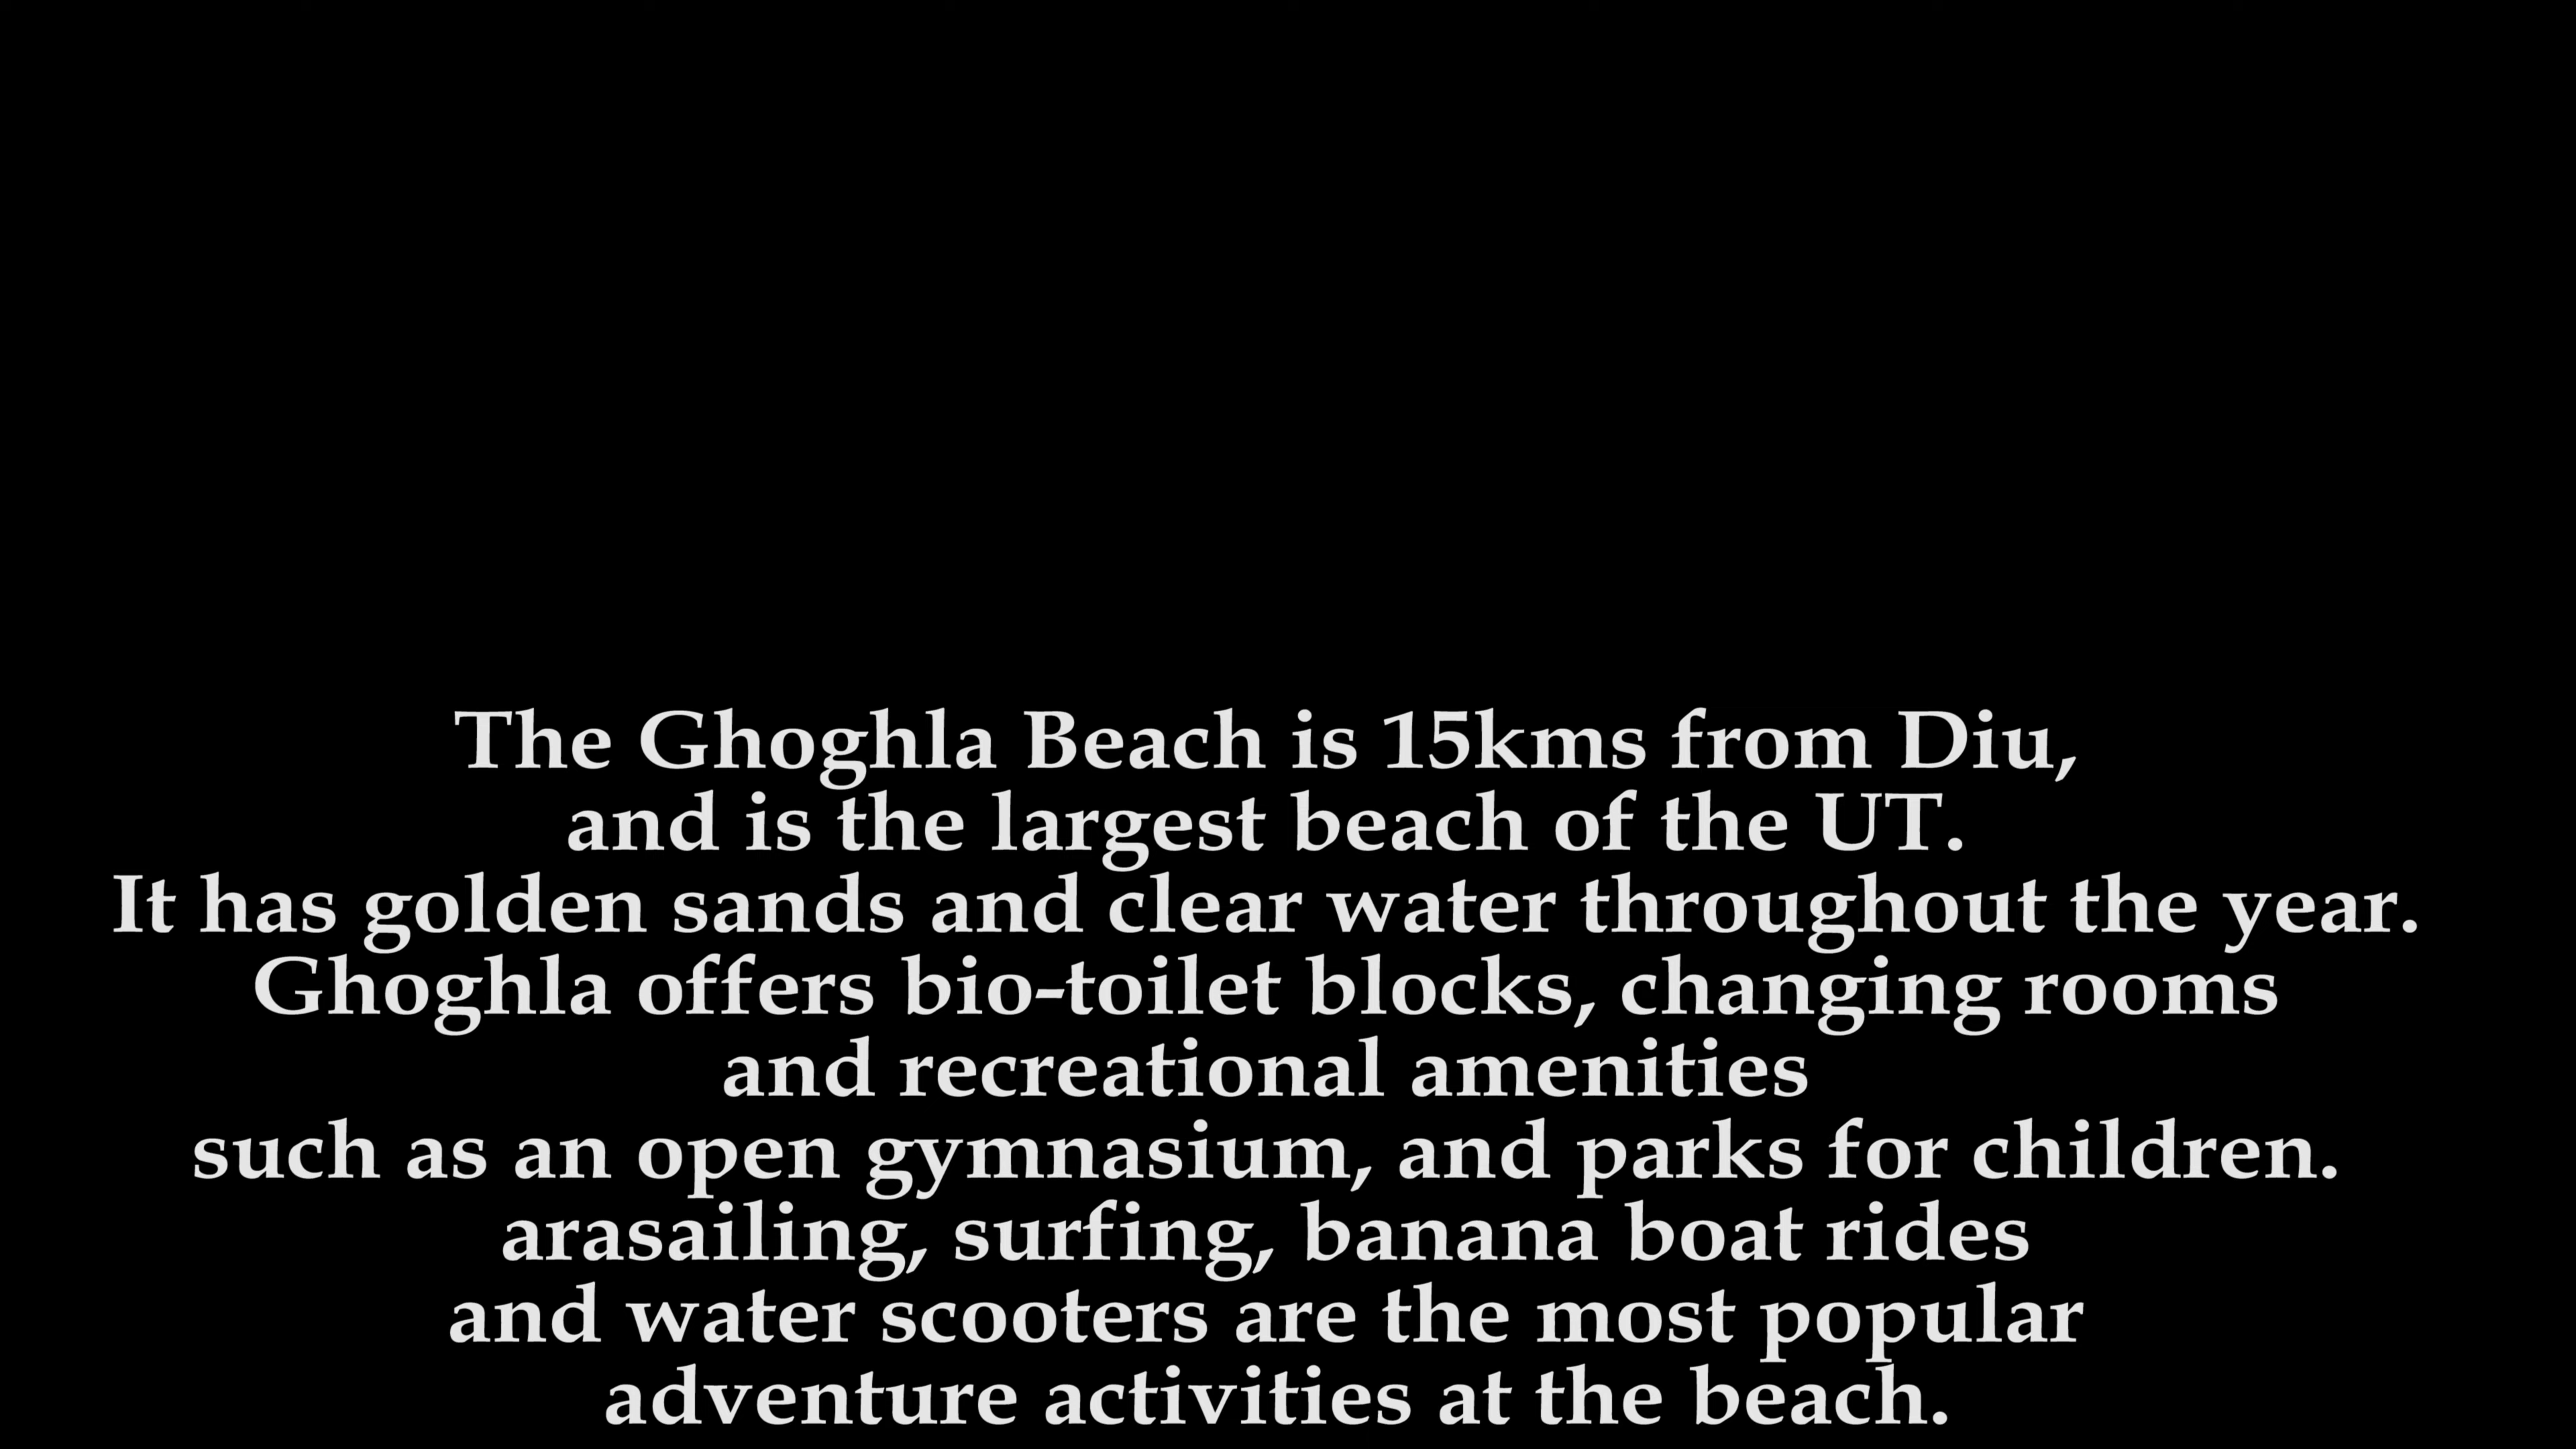 The Ghoghla Beach is 15kms from Diu,
and is the largest beach of the UT.
It has golden sands and clear water throughout the year.
Ghoghla offers bio-toilet blocks, changing rooms
and recreational amenities
such as an open gymnasium, and parks for children.
arasailing, surfing, banana boat rides
and water scooters are the most popular
adventure activities at the beach.